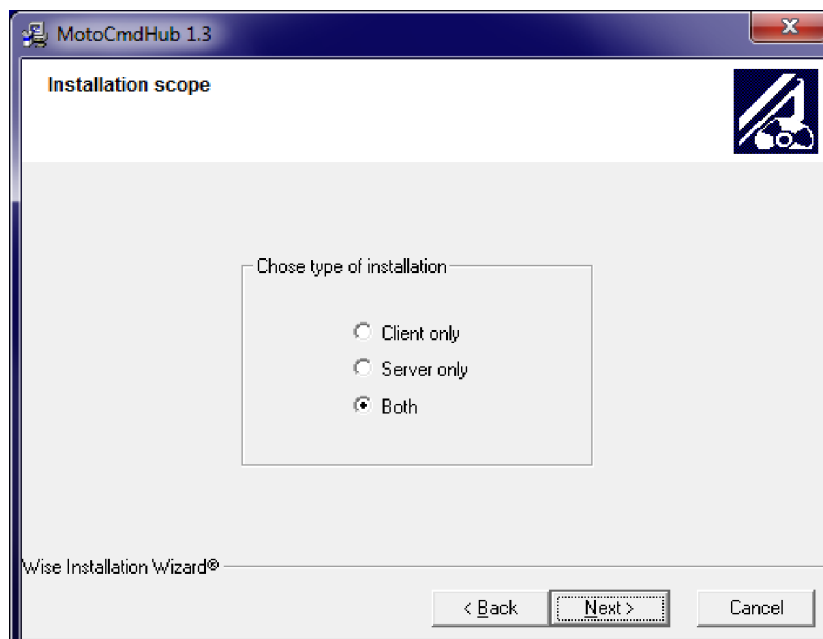 MotoCmdHub 1.3
Installation scope
Chose type of installation
Client only
Server only
Both
Wise Installation Wizard®
< Back Next > Cancel